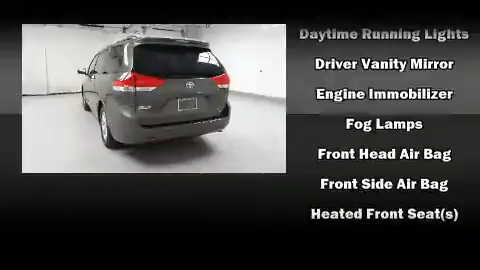 Daytime Running Lights
Driver Vanity Mirror
Engine Immobilizer
Fog Lamps
Front Head Air Bag
Front Side Air Bag
Heated Front Seat(s)